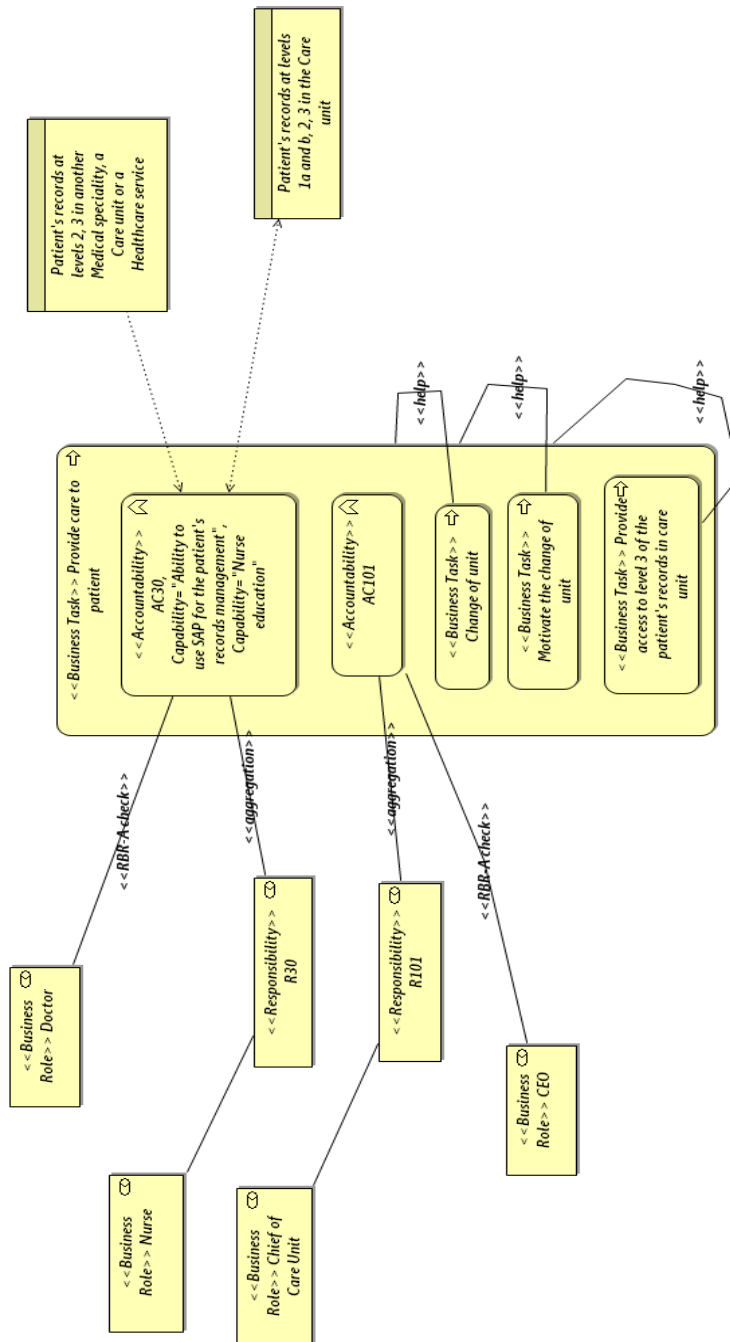 Patient's records at
levels 2, 3 in another
Medical speciality, a
Care unit or a
Healthcare service
Patient's records at levels
1a and b, 2, 3 in the Care
unit
<<Business Task>> Provide care to
patient
<<Accountability>>
AC30,
Capability="Ability to
use SAP for the patient's
records management",
Capability="Nurse
education"
<<Accountability>>
AC101
<<Business Task>>
Change of unit
<<Business Task>>
Motivate the change of
unit
<<Business Task>> Provide
access to level 3 of the
patient's records in care
unit
<<help>>
<<help>>
<<help>>
<<RBR-A check>>
<<aggregation>>
<<aggregation>>
<<RBR-A check>>
<<Business
Role>> Doctor
<<Responsibility>>
R30
<<Responsibility>>
R101
<<Business
Role>> CEO
<<Business
Role>> Nurse
<<Business
Role>> Chief of
Care Unit